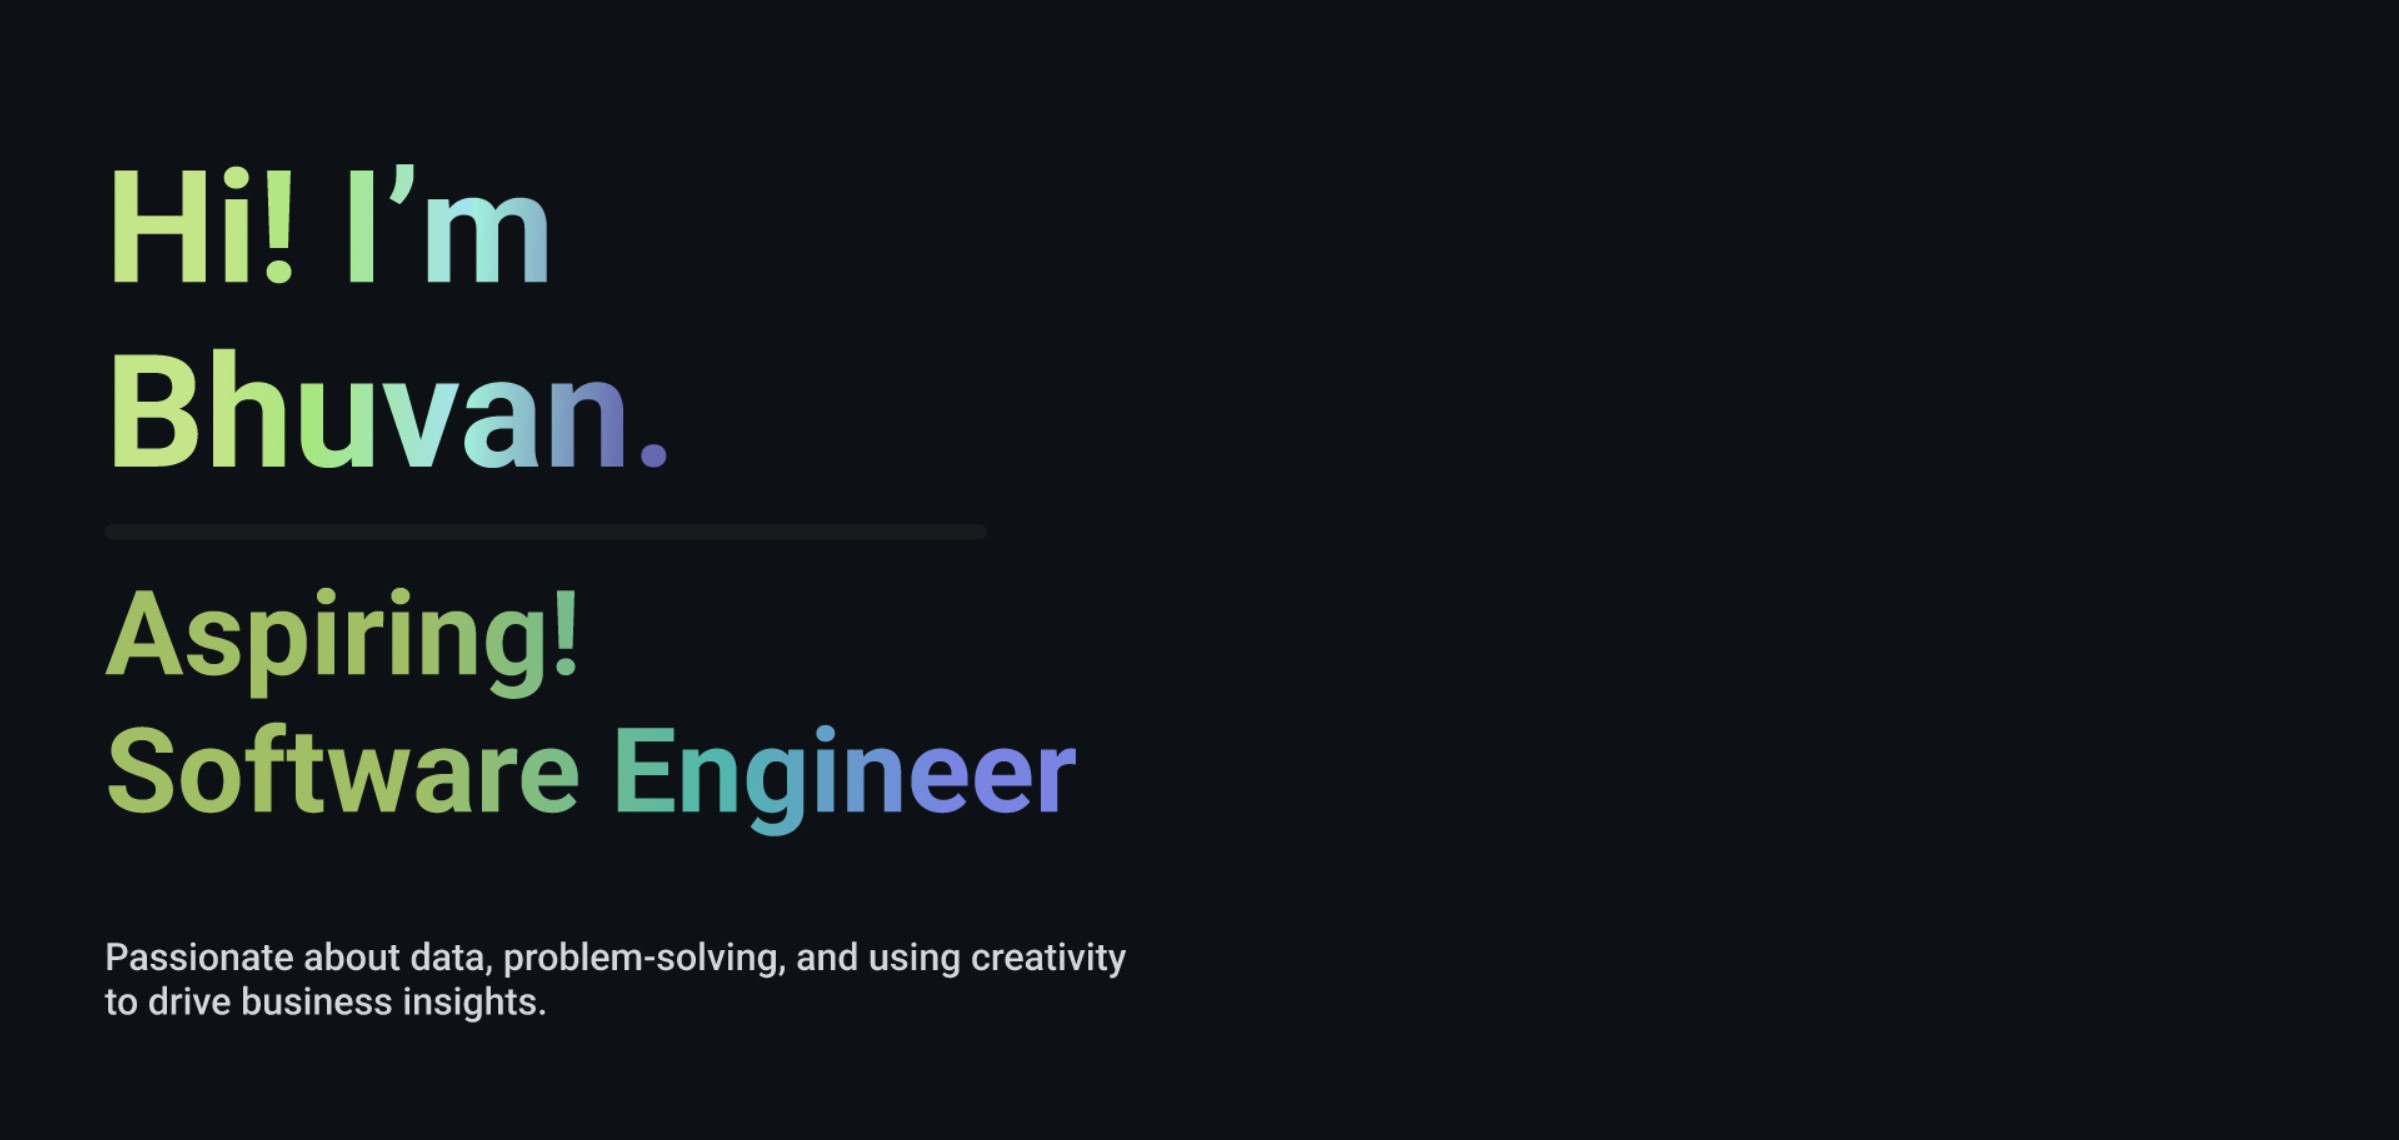 Hi! I’m
Bhuvan.
Aspiring!
Software Engineer
Passionate about data, problem-solving, and using creativity
to drive business insights.